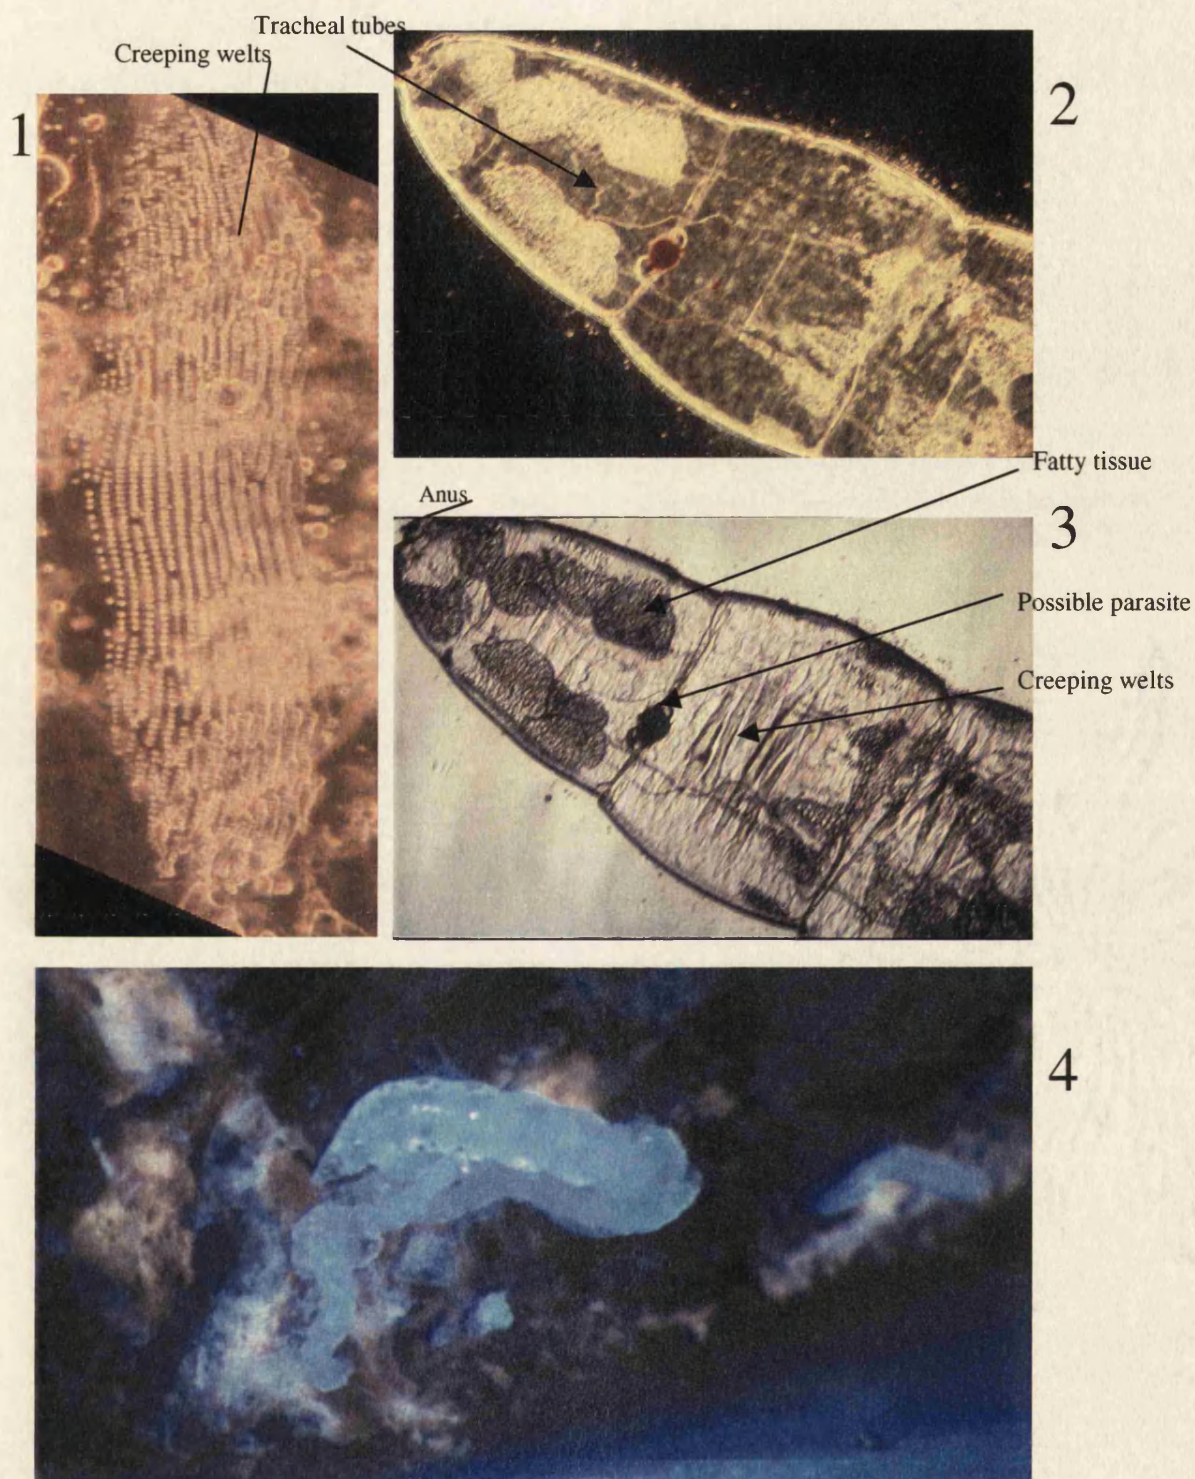 Tracheal tubes
Creeping welts
1
2
Fatty tissue
Anus
3
Possible parasite
Creeping welts
4